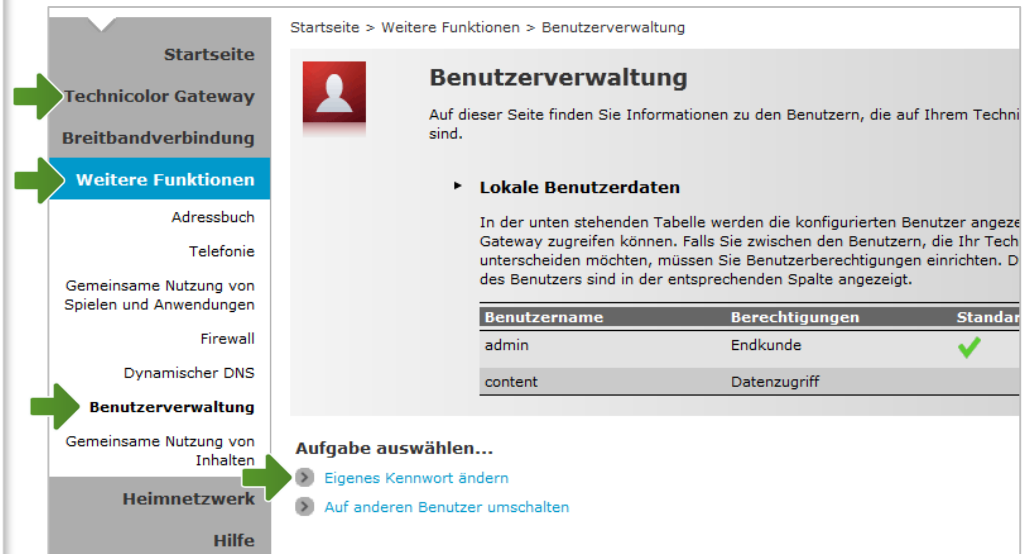 Startseite > Weitere Funktionen > Benutzerverwaltung
Startseite
Technicolor Gateway
Breitbandverbindung
Weitere Funktionen
Adressbuch
Telefonie
Gemeinsame Nutzung von
Spielen und Anwendungen
Firewall
Dynamischer DNS
Benutzerverwaltung
Gemeinsame Nutzung von
Inhalten
Heimnetzwerk
Hilfe
Benutzerverwaltung
Auf dieser Seite finden Sie Informationen zu den Benutzern, die auf Ihrem Techni
sind.
Lokale Benutzerdaten
In der unten stehenden Tabelle werden die konfigurierten Benutzer angeze
Gateway zugreifen können. Falls Sie zwischen den Benutzern, die Ihr Tech
unterscheiden möchten, müssen Sie Benutzerberechtigungen einrichten. D
des Benutzers sind in der entsprechenden Spalte angezeigt.
Benutzername Berechtigungen Standar
admin Endkunde
content Datenzugriff
Aufgabe auswählen...
Eigenes Kennwort ändern
Auf anderen Benutzer umschalten